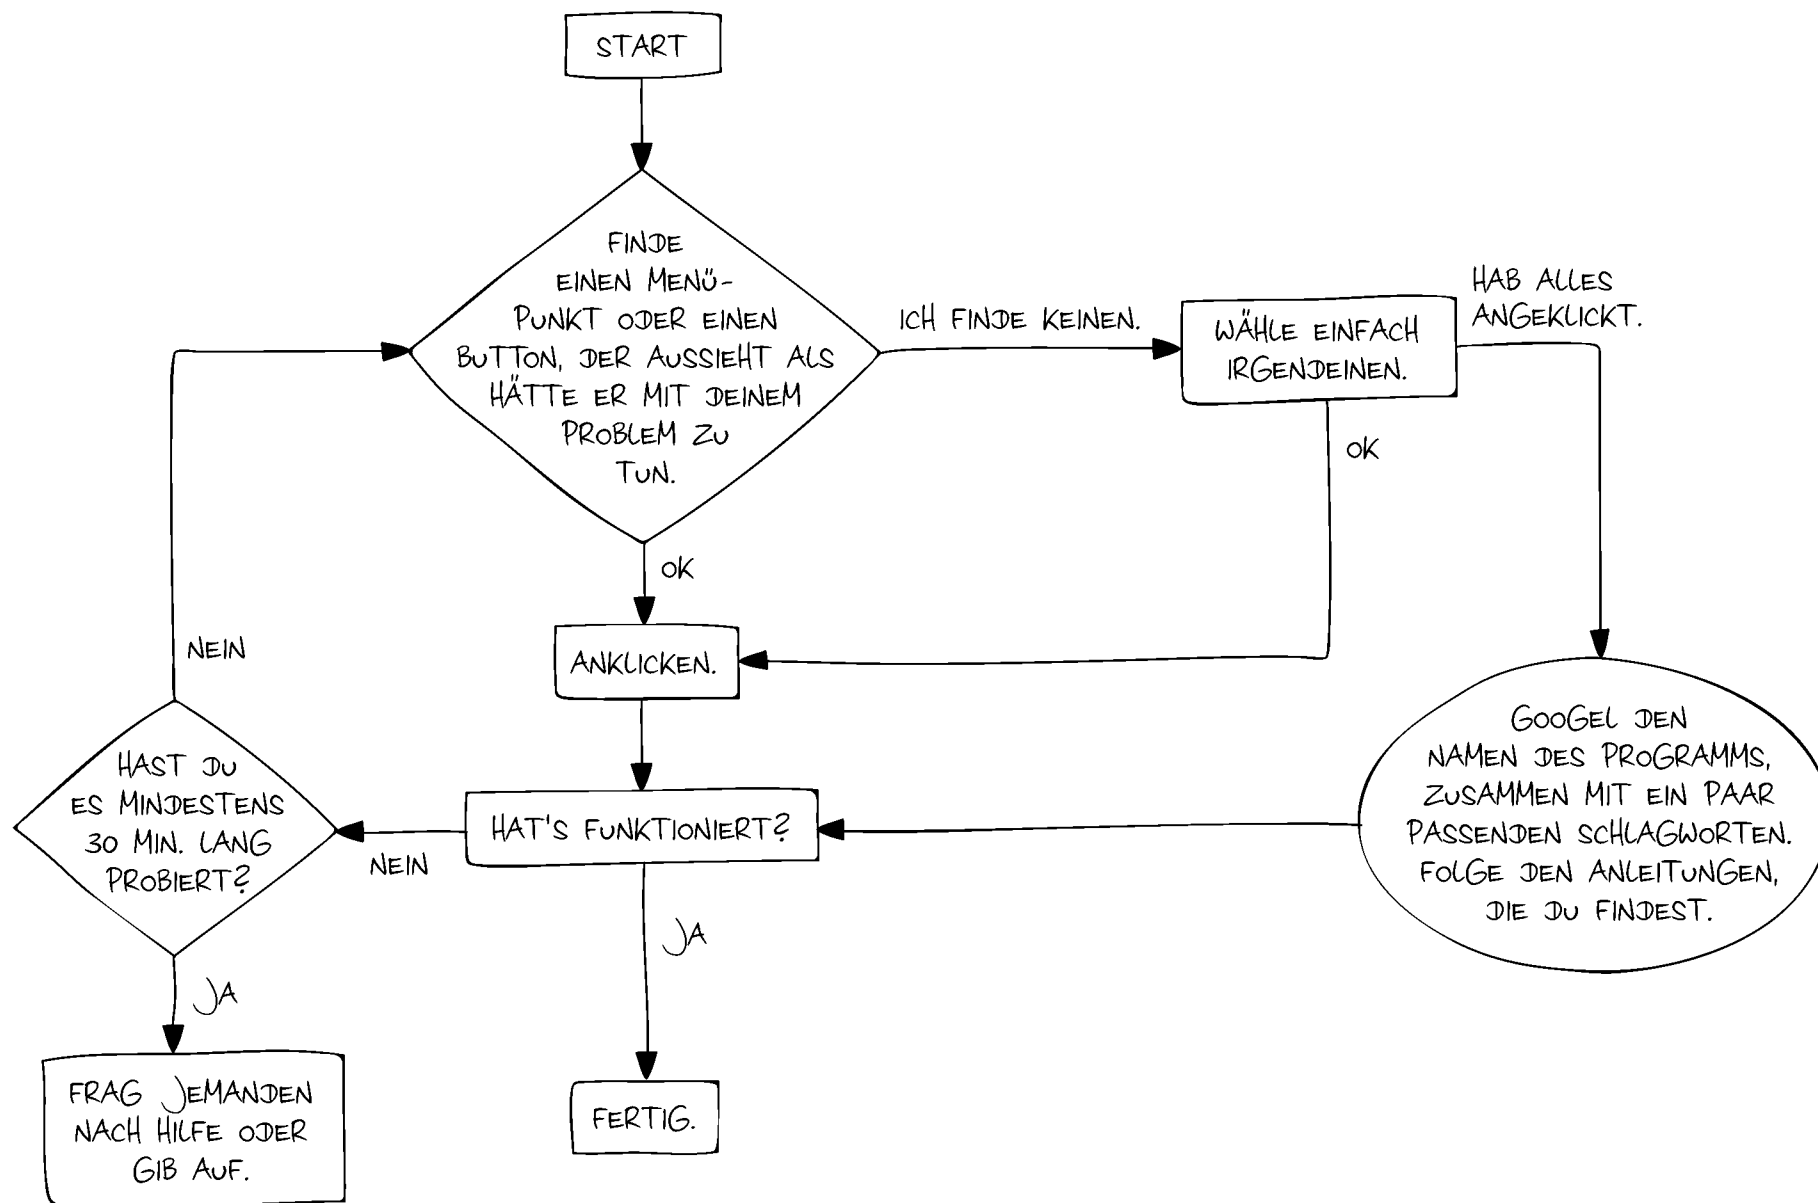 START
FINDE
EINEN MENÜ-
PUNKT ODER EINEN
BUTTON, DER AUSSIEHT ALS
HÄTTE ER MIT DEINEM
PROBLEM ZU
TUN.
ICH FINDE KEINEN.
WÄHLE EINFACH
IRGENDEINEN.
HAB ALLES
ANGEKLICKT.
OK
OK
ANKLICKEN.
NEIN
HAST DU
ES MINDESTENS
30 MIN. LANG
PROBIERT?
NEIN
HAT'S FUNKTIONIERT?
GOOGEL DEN
NAMEN DES PROGRAMMS,
ZUSAMMEN MIT EIN PAAR
PASSENDEN SCHLAGWORTEN.
FOLGE DEN ANLEITUNGEN,
DIE DU FINDEST.
JA
JA
FRAG JEMANDEN
NACH HILFE ODER
GIB AUF.
FERTIG.